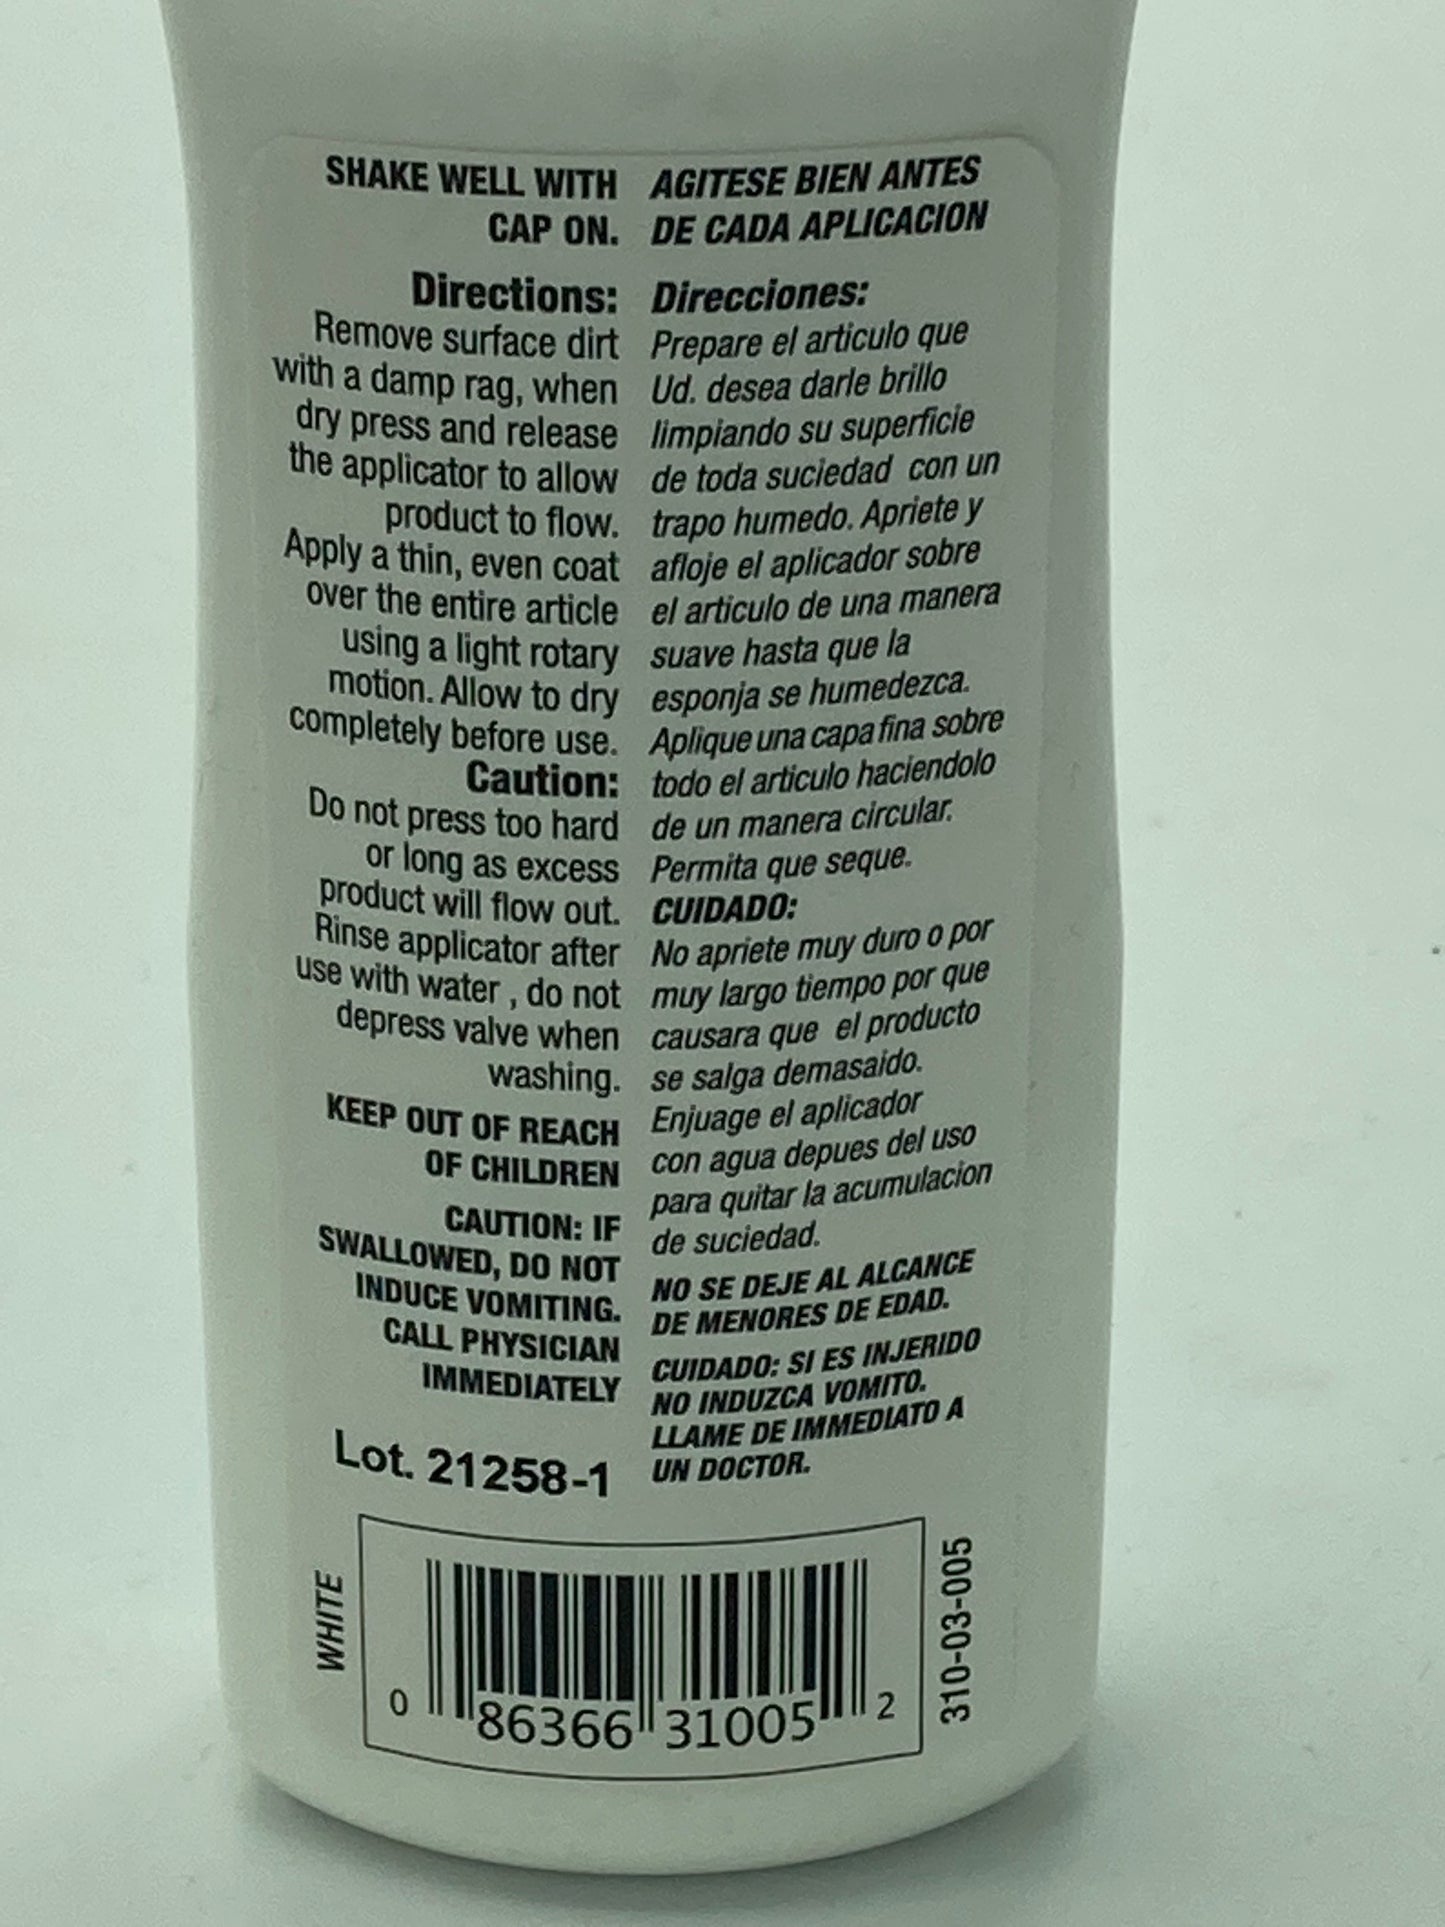 SHAKE WELL WITH
CAP ON.
Directions:
Remove surface dirt
with a damp rag, when
dry press and release
the applicator to allow
product to flow.
Apply a thin, even coat
over the entire article
using a light rotary
motion. Allow to dry
completely before use.
Caution:
Do not press too hard
or long as excess
product will flow out.
Rinse applicator after
use with water , do not
depress valve when
washing.
KEEP OUT OF REACH
OF CHILDREN
CAUTION: IF
SWALLOWED, DO NOT
INDUCE VOMITING.
CALL PHYSICIAN
IMMEDIATELY
Lot. 21258-1
AGITESE BIEN ANTES
DE CADA APLICACION
Direcciones:
Prepare el articulo que
Ud. desea darle brillo
limpiando su superficie
de toda suciedad con un
trapo humedo. Apriete y
afloje el aplicador sobre
el articulo de una manera
suave hasta que la
esponja se humedezca.
Aplique una capa fina sobre
todo el articulo haciendolo
de un manera circular.
Permita que seque.
CUIDADO:
No apriete muy duro o por
muy largo tiempo por que
causara que el producto
se salga demasaido.
Enjuage el aplicador
con agua depues del uso
para quitar la acumulacion
de suciedad.
NO SE DEJE AL ALCANCE
DE MENORES DE EDAD.
CUIDADO: SI ES INJERIDO
NO INDUZCA VOMITO.
LLAME DE IMMEDIATO A
UN DOCTOR.
WHITE
0 86366 31005 2
310-03-005